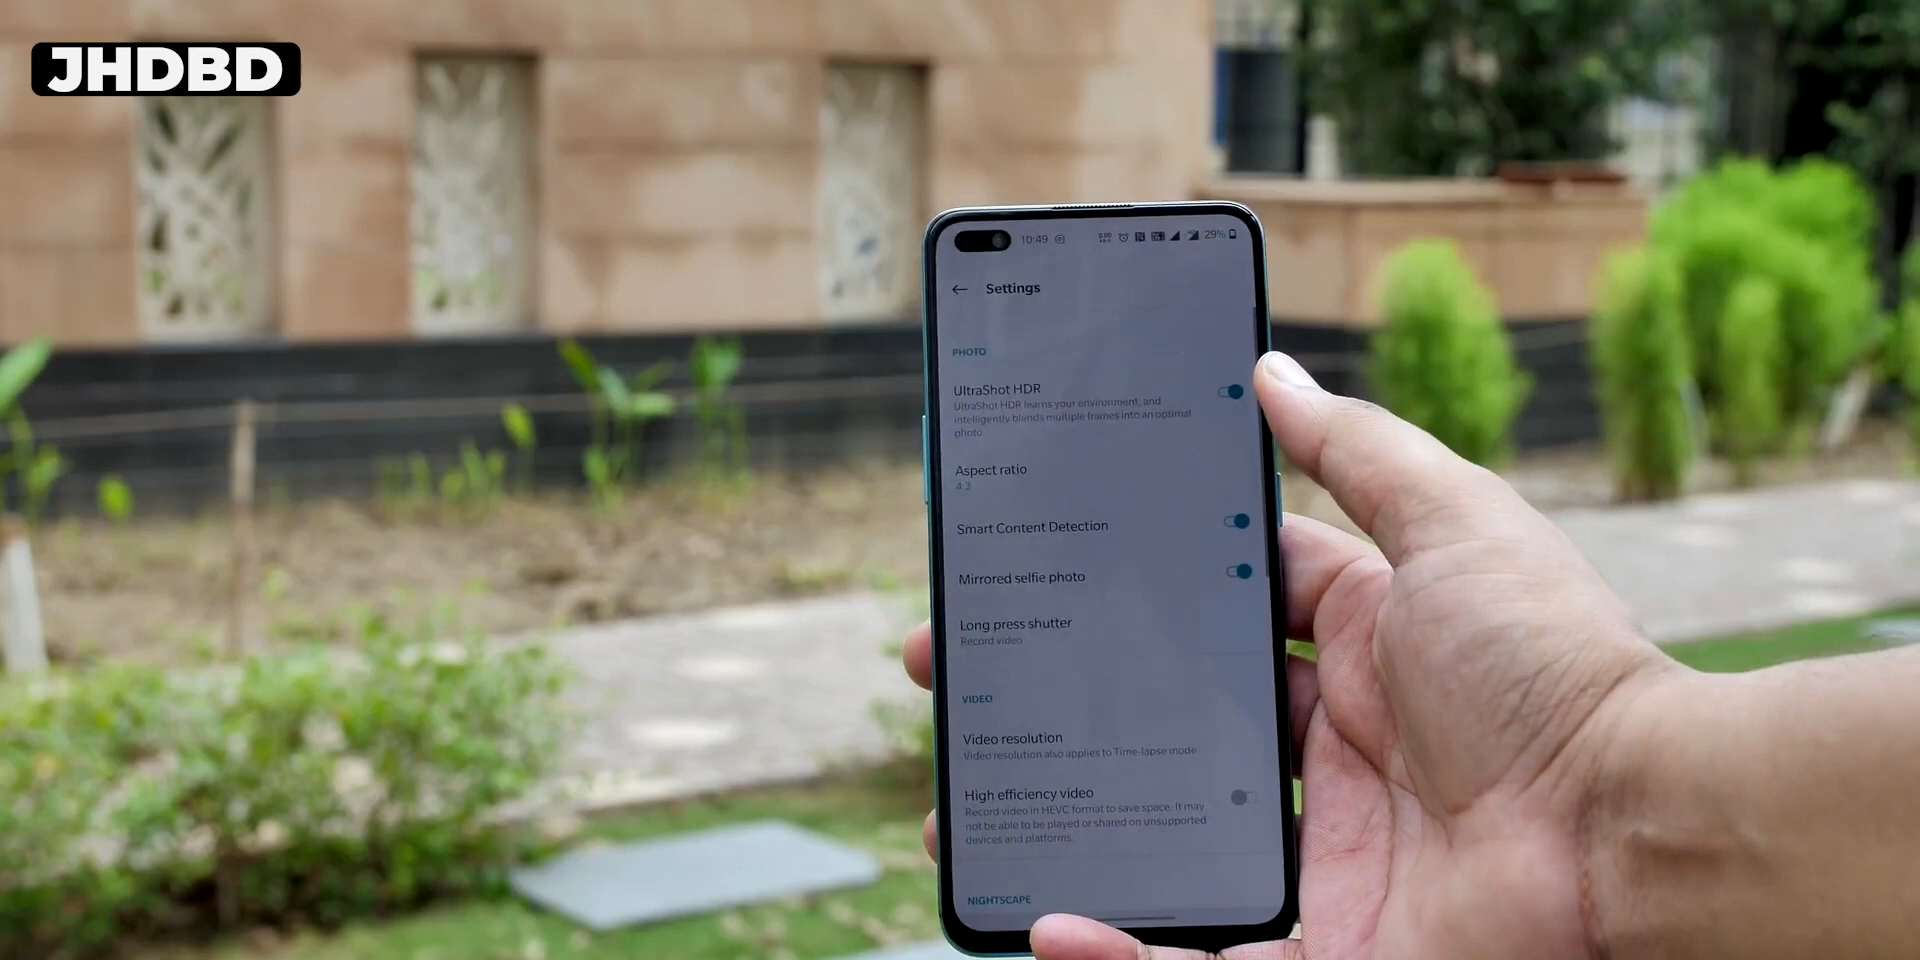 JHDBD
10:49
29%
Settings
PHOTO
UltraShot HDR
UltraShot HDR learns your environment, and
intelligently blends multiple frames into an optimal
photo
Aspect ratio
4:3
Smart Content Detection
Mirrored selfie photo
Long press shutter
Record video
VIDEO
Video resolution
Video resolution also applies to Time-lapse mode
High efficiency video
Record video in HEVC format to save space. It may
not be able to be played or shared on unsupported
devices and platforms.
NIGHTSCAPE